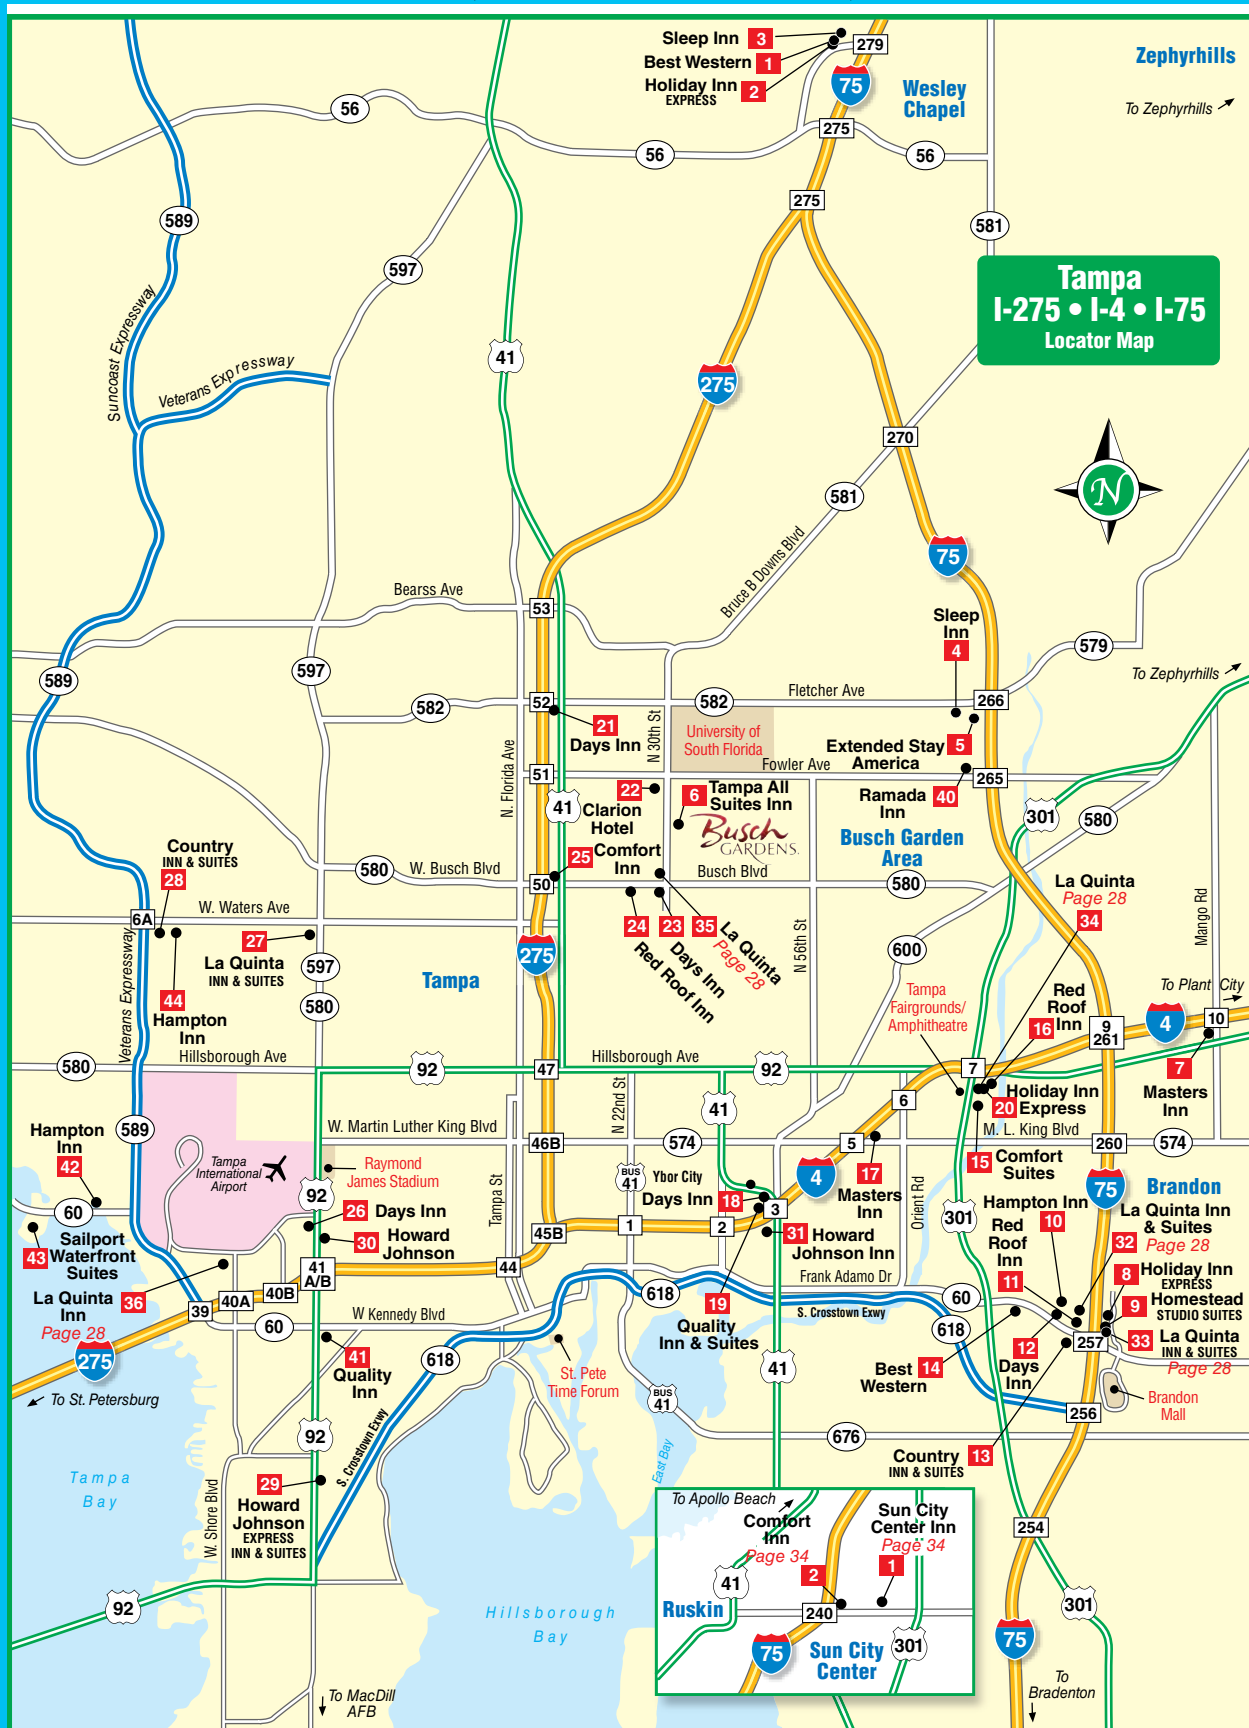 Sleep Inn 3
Best Western 1
Holiday Inn 2
EXPRESS
279
75
Wesley
Chapel
Zephyrhills
To Zephyrhills
56
275
56
56
275
589
581
597
Tampa
I-275 • I-4 • I-75
Locator Map
Suncoast Expressway
Veterans Expressway
41
275
270
N
581
Bruce B Downs Blvd
75
Bearss Ave
53
Sleep
Inn
4
579
To Zephyrhills
597
589
582
52
582
Fletcher Ave
266
21
Days Inn
N 30th St
University of
South Florida
Extended Stay 5
America
N. Florida Ave
51
Fowler Ave
265
22
Clarion
Hotel
6 Tampa All
Suites Inn
Ramada 40
Inn
41
Busch
GARDENS.
301
580
Busch Garden
Area
Country
INN & SUITES
28
580
W. Busch Blvd
25 Comfort
Inn
50
Busch Blvd
580
La Quinta
Page 28
34
6A
W. Waters Ave
24
Red Roof Inn
23
Days Inn
35
La Quinta
Page 28
N 58th St
600
Mango Rd
Veterans Expressway
27
La Quinta
INN & SUITES
597
275
Tampa
44
Hampton
Inn
580
Tampa
Fairgrounds/
Amphitheatre
Red
Roof
Inn
16
To Plant City
4
10
9
261
580
Hillsborough Ave
92
47
Hillsborough Ave
92
7
7
Masters
Inn
Holiday Inn
20 Express
41
6
N 22nd St
589
W. Martin Luther King Blvd
46B
574
5
M. L. King Blvd
260
574
Hampton
Inn
42
Tampa
International
Airport
Raymond
James Stadium
15 Comfort
Suites
17
Masters
Inn
BUS
41
Ybor City
Days Inn 18
4
75
Brandon
92
Tampa St
Orient Rd
Hampton Inn
10
La Quinta Inn
& Suites
32 Page 28
60
26 Days Inn
1
2
3
301
43 Sailport
Waterfront
Suites
30 Howard
Johnson
45B
31 Howard
Johnson Inn
Red
Roof
Inn
11
8 Holiday Inn
EXPRESS
41
A/B
44
Frank Adamo Dr
9 Homestead
STUDIO SUITES
La Quinta 36
Inn
Page 28
40A
40B
39
618
19
Quality
Inn & Suites
S. Crosstown Exwy
60
618
257
33 La Quinta
INN & SUITES
Page 28
60
W Kennedy Blvd
12
Days
Inn
275
41
Quality
Inn
618
St. Pete
Time Forum
41
Best 14
Western
Brandon
Mall
To St. Petersburg
BUS
41
256
92
S. Crosstown Exwy
676
Country 13
INN & SUITES
Tampa
Bay
W. Shore Blvd
29
Howard
Johnson
EXPRESS
INN & SUITES
East Bay
To Apollo Beach
Comfort
Inn
Page 34
2
Sun City
Center Inn
Page 34
1
254
92
41
Ruskin
240
301
75
Sun City
Center
Hillsborough
Bay
301
75
To MacDill
AFB
To
Bradenton